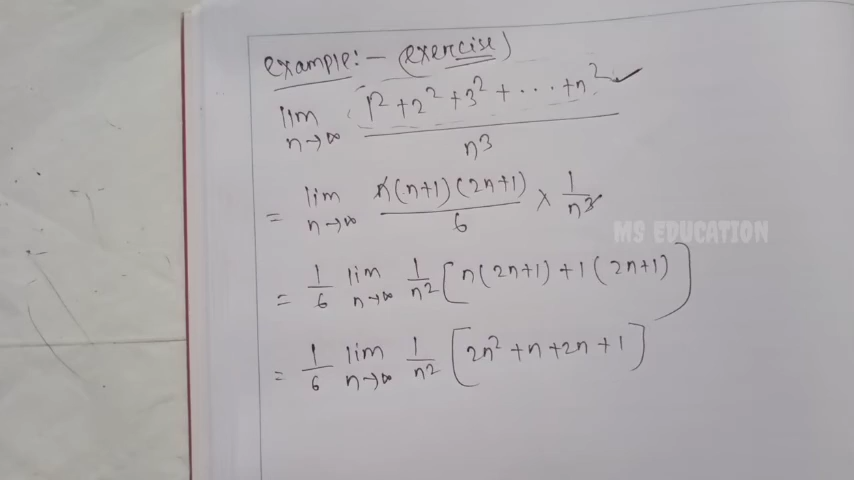 example:- (exercise)
lim n→∞ (1² + 2² + 3² + ... + n²) / n³ ✓
= lim n→∞ n(n+1)(2n+1) / 6 × 1/n³
MS EDUCATION
= 1/6 lim n→∞ 1/n² [n(2n+1) + 1(2n+1)]
= 1/6 lim n→∞ 1/n² [2n² + n + 2n + 1]